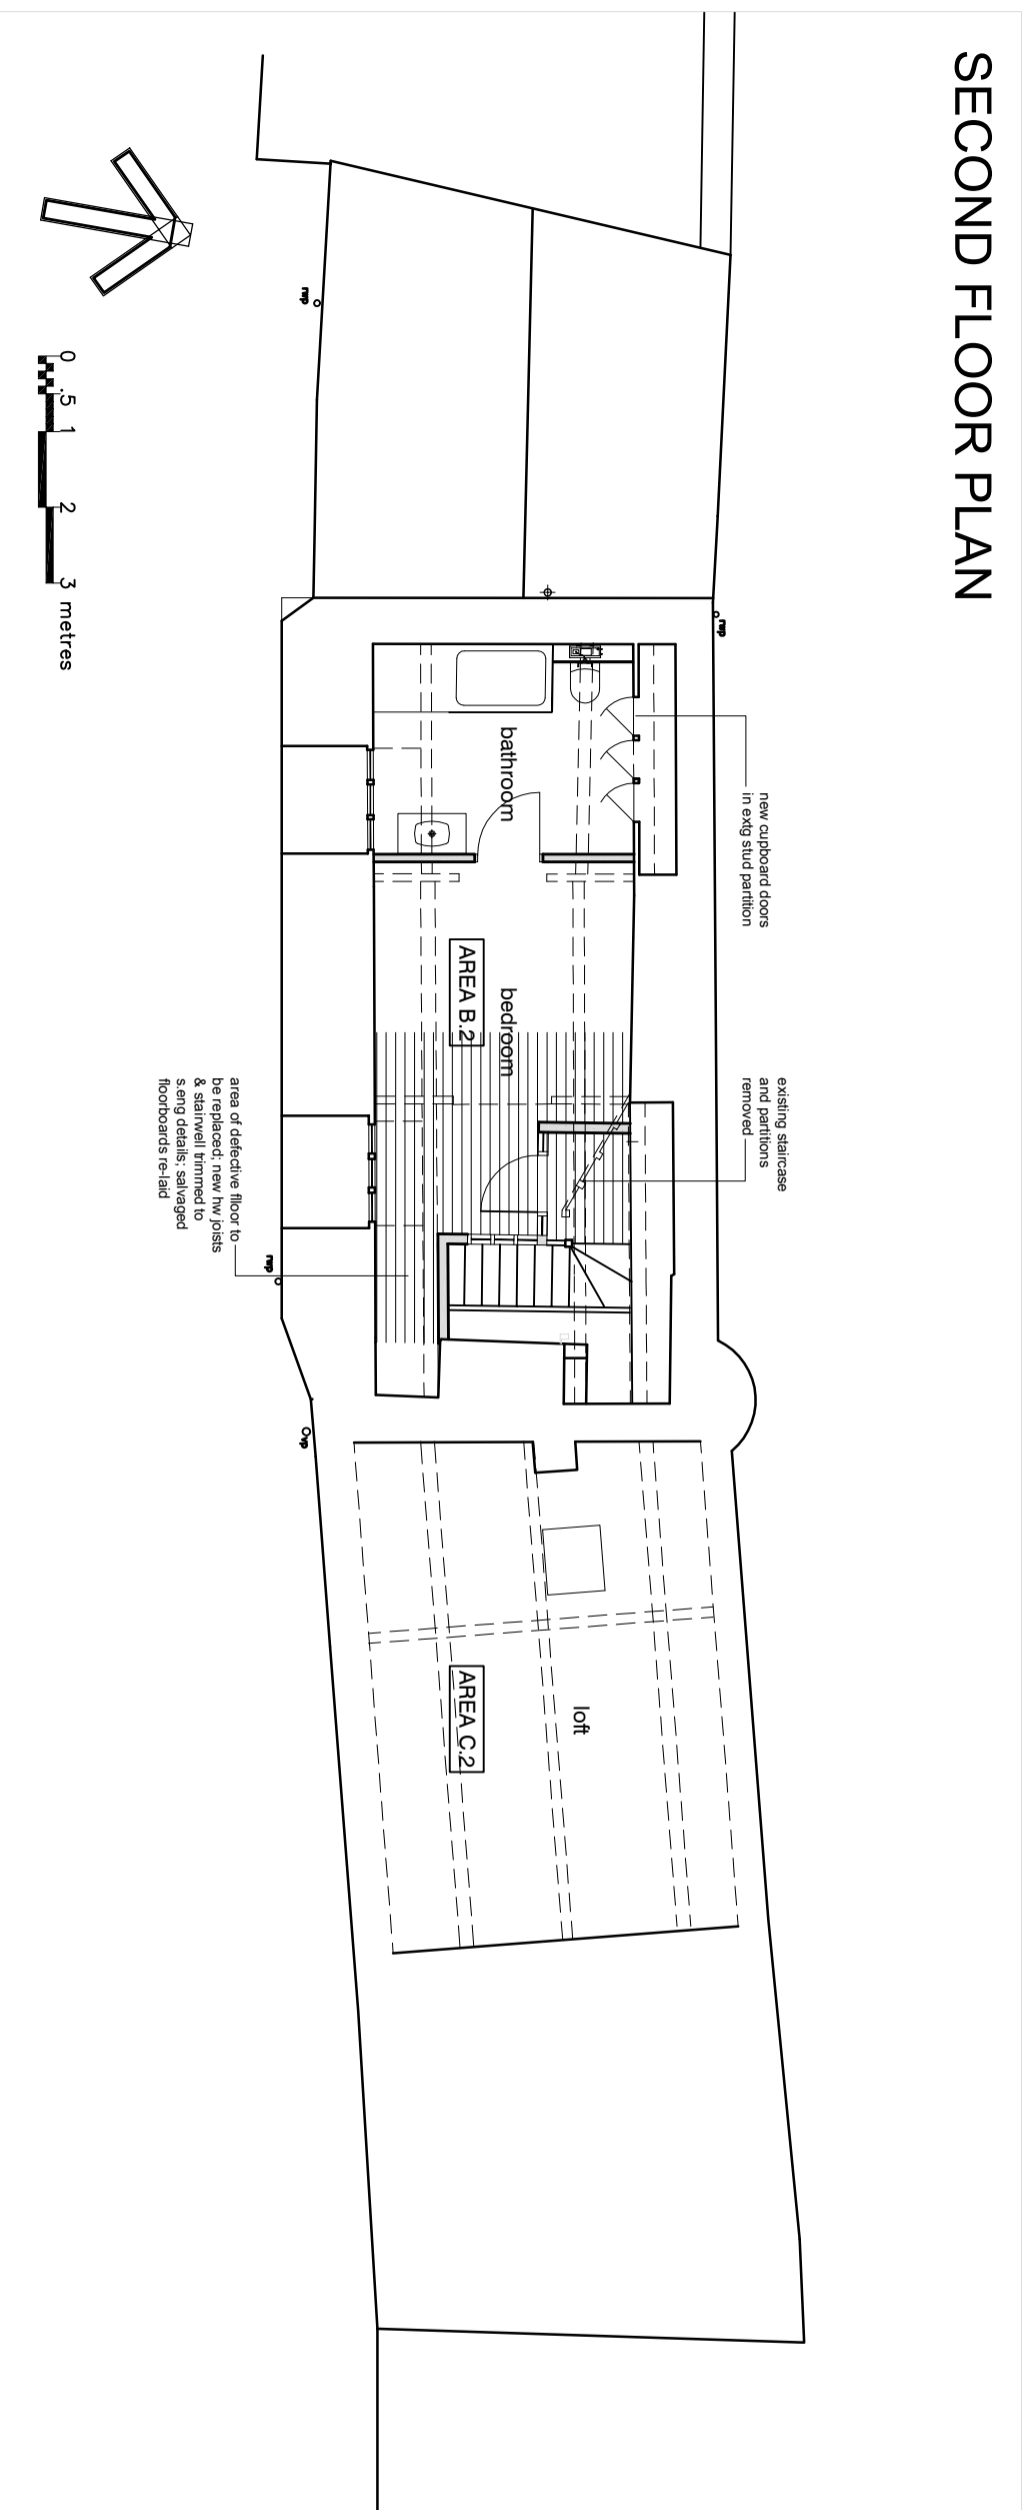 SECOND FLOOR PLAN
new cupboard doors
in extg stud partition
existing staircase
and partitions
removed
rwp
bathroom
bedroom
AREA B.2
loft
AREA C.2
rwp
rwp
vp
area of defective floor to
be replaced; new hw joists
& stairwell trimmed to
s.eng details; salvaged
floorboards re-laid
0 .5 1 2 3 metres